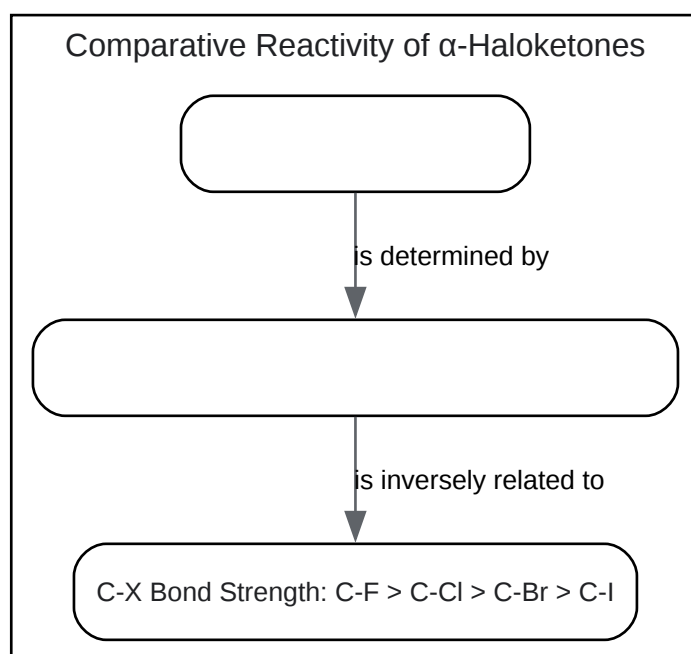 Comparative Reactivity of α-Haloketones
is determined by
is inversely related to
C-X Bond Strength: C-F > C-Cl > C-Br > C-I